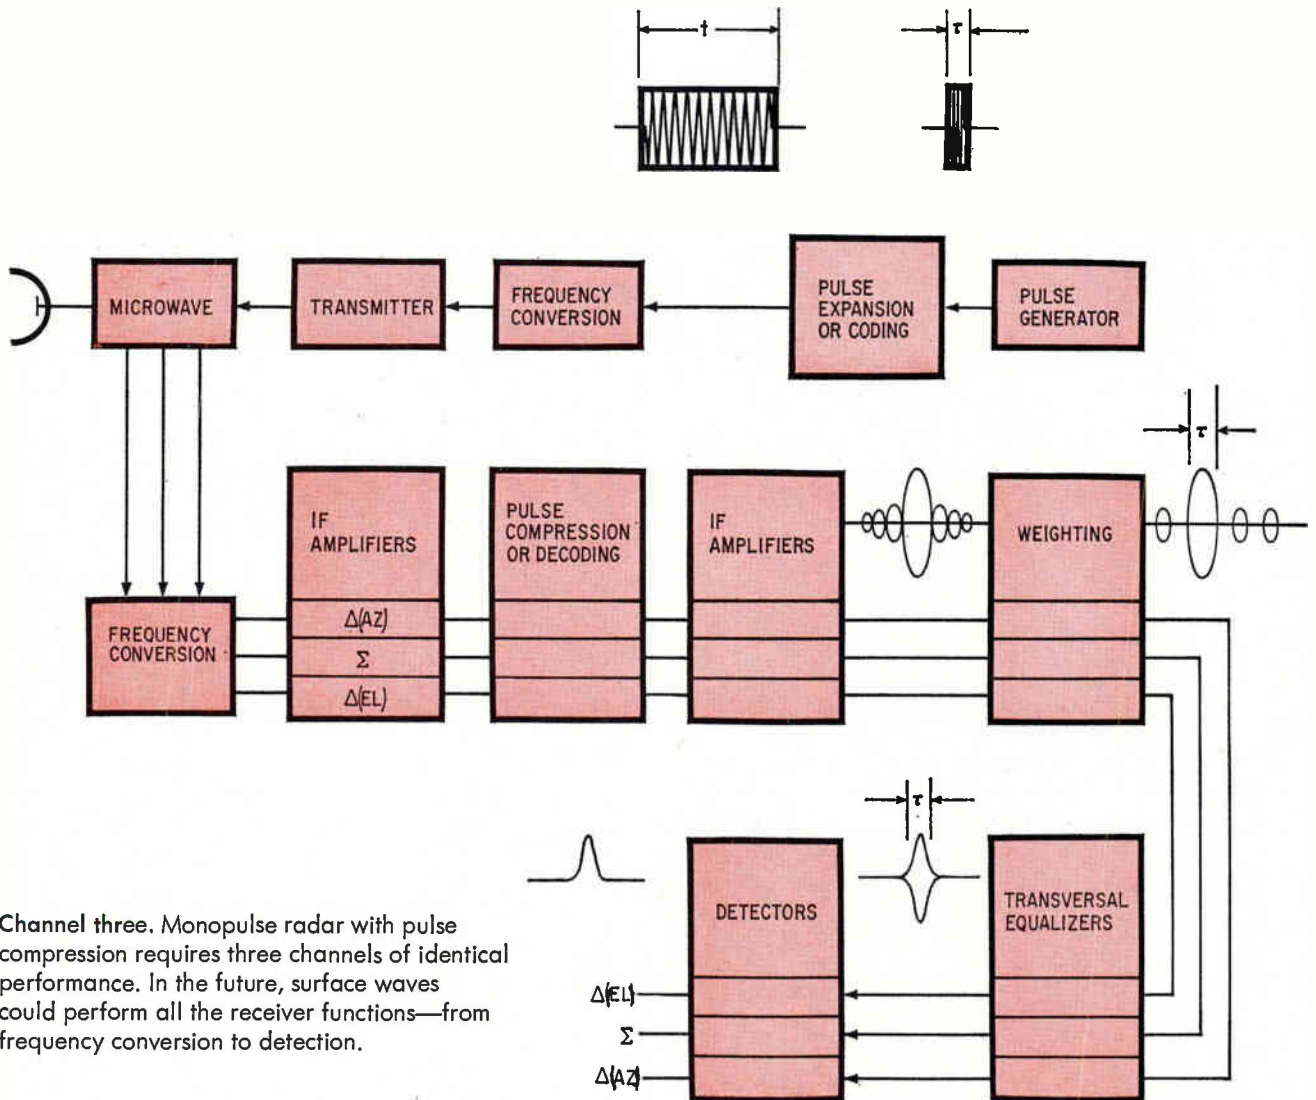 t
τ
MICROWAVE
TRANSMITTER
FREQUENCY
CONVERSION
PULSE
EXPANSION
OR CODING
PULSE
GENERATOR
τ
IF
AMPLIFIERS
PULSE
COMPRESSION
OR DECODING
IF
AMPLIFIERS
WEIGHTING
FREQUENCY
CONVERSION
Δ(AZ)
Σ
Δ(EL)
τ
DETECTORS
TRANSVERSAL
EQUALIZERS
Δ(EL)
Σ
Δ(AZ)
Channel three. Monopulse radar with pulse
compression requires three channels of identical
performance. In the future, surface waves
could perform all the receiver functions—from
frequency conversion to detection.